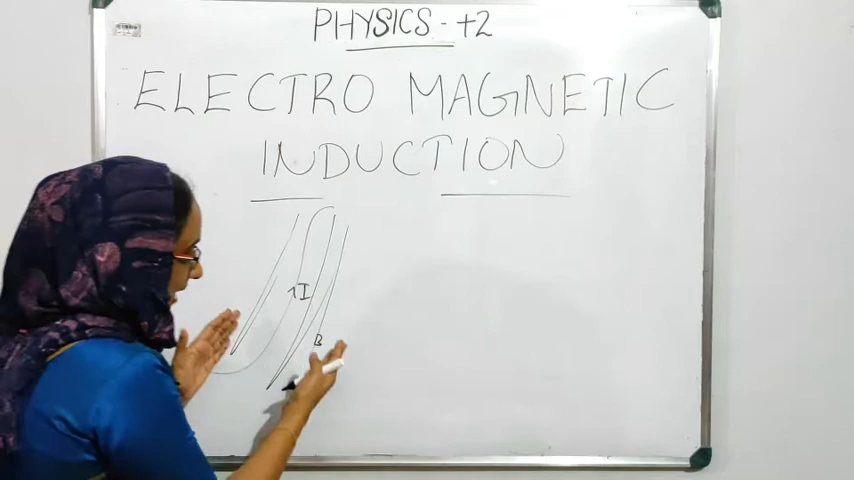 PHYSICS - +2
ELECTRO MAGNETIC
INDUCTION
I
B